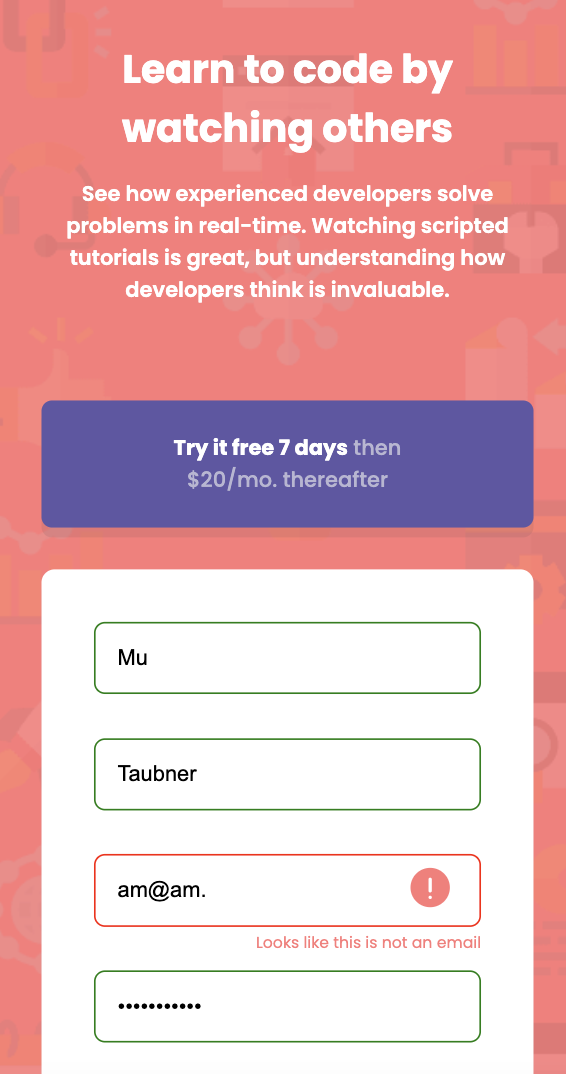 Learn to code by
watching others
See how experienced developers solve
problems in real-time. Watching scripted
tutorials is great, but understanding how
developers think is invaluable.
Try it free 7 days then
$20/mo. thereafter
Mu
Taubner
am@am.
!
Looks like this is not an email
•••••••••••